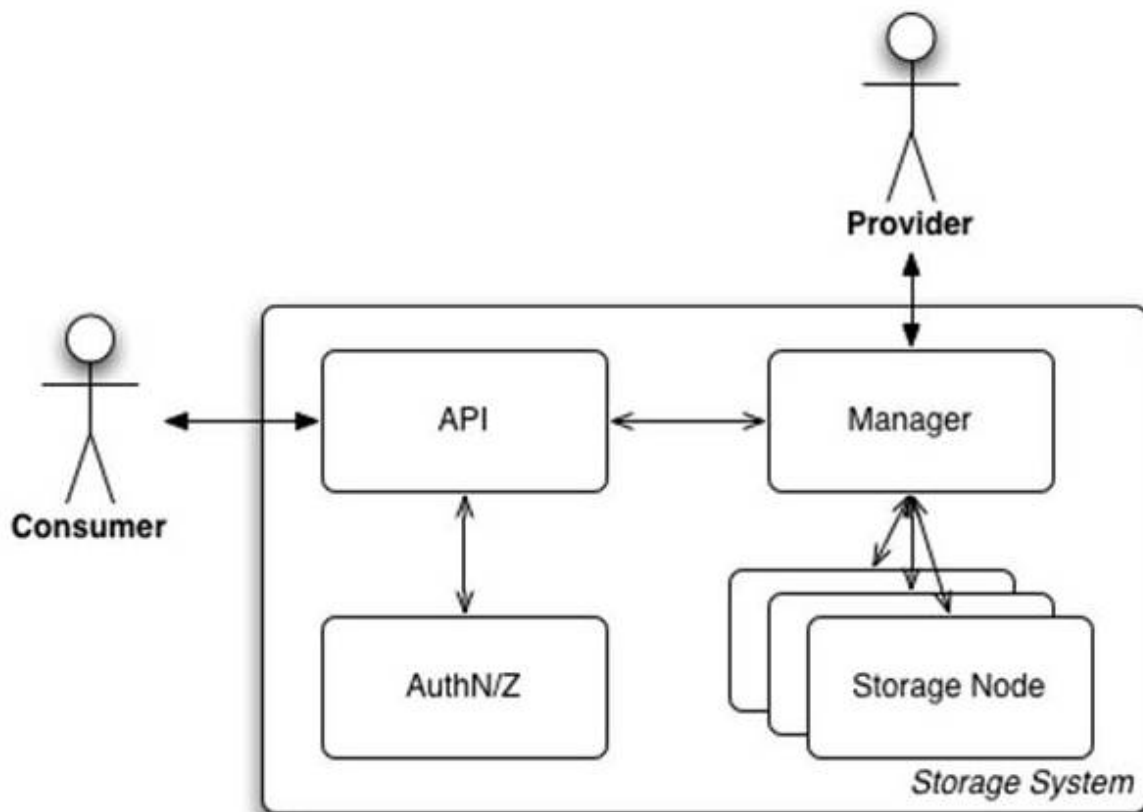 Provider
API
Manager
Consumer
AuthN/Z
Storage Node
Storage System